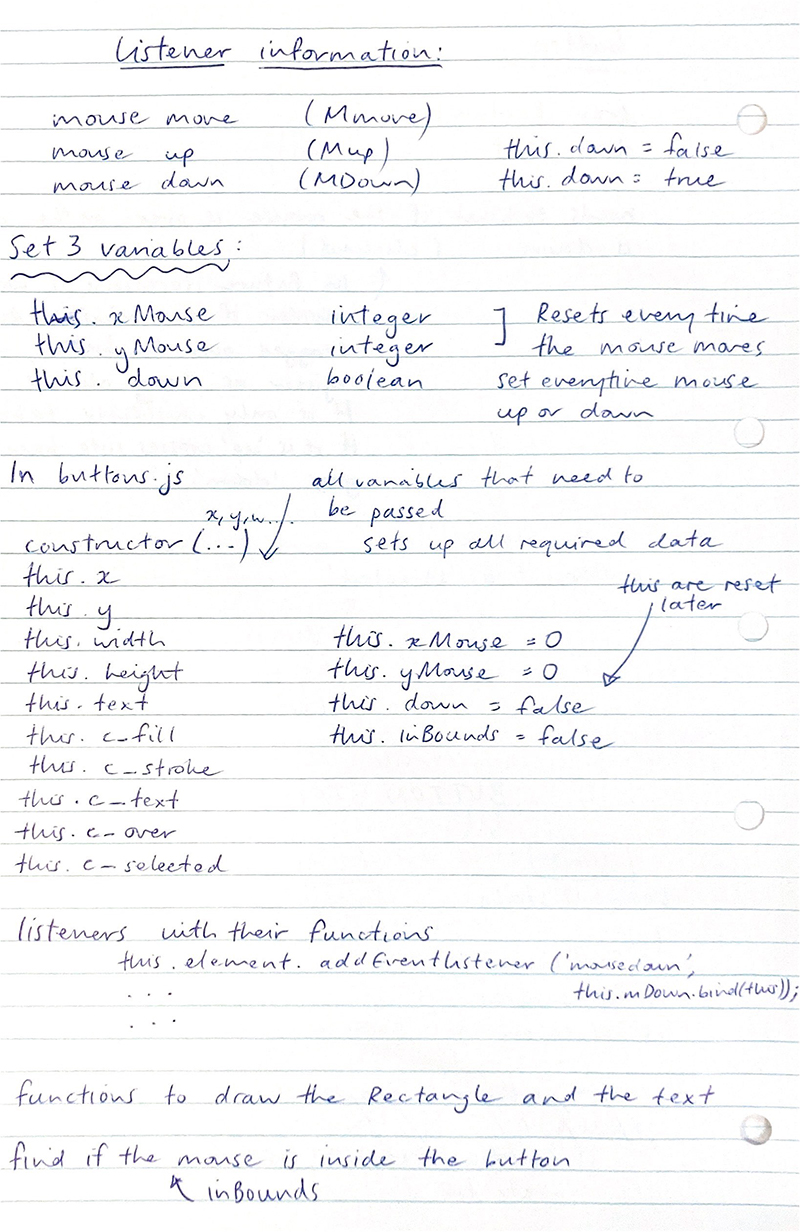 Listener information:
mouse move (Mmove)
mouse up (Mup) this.down = false
mouse down (MDown) this.down = true
Set 3 variables:
this.xMouse integer ] Resets every time
this.yMouse integer the mouse moves
this.down boolean set everytime mouse
up or down
In buttons.js all variables that need to
x,y,w... be passed
constructor (...) sets up all required data
this.x
this are reset
this.y later
this.width this.xMouse = 0
this.height this.yMouse = 0
this.text this.down = false
this.c_fill this.inBounds = false
this.c_stroke
this.c_text
this.c_over
this.c_selected
listeners with their functions
this.element.addEventlistener ('mousedown',
... this.mDown.bind(this));
...
functions to draw the Rectangle and the text
find if the mouse is inside the button
inBounds